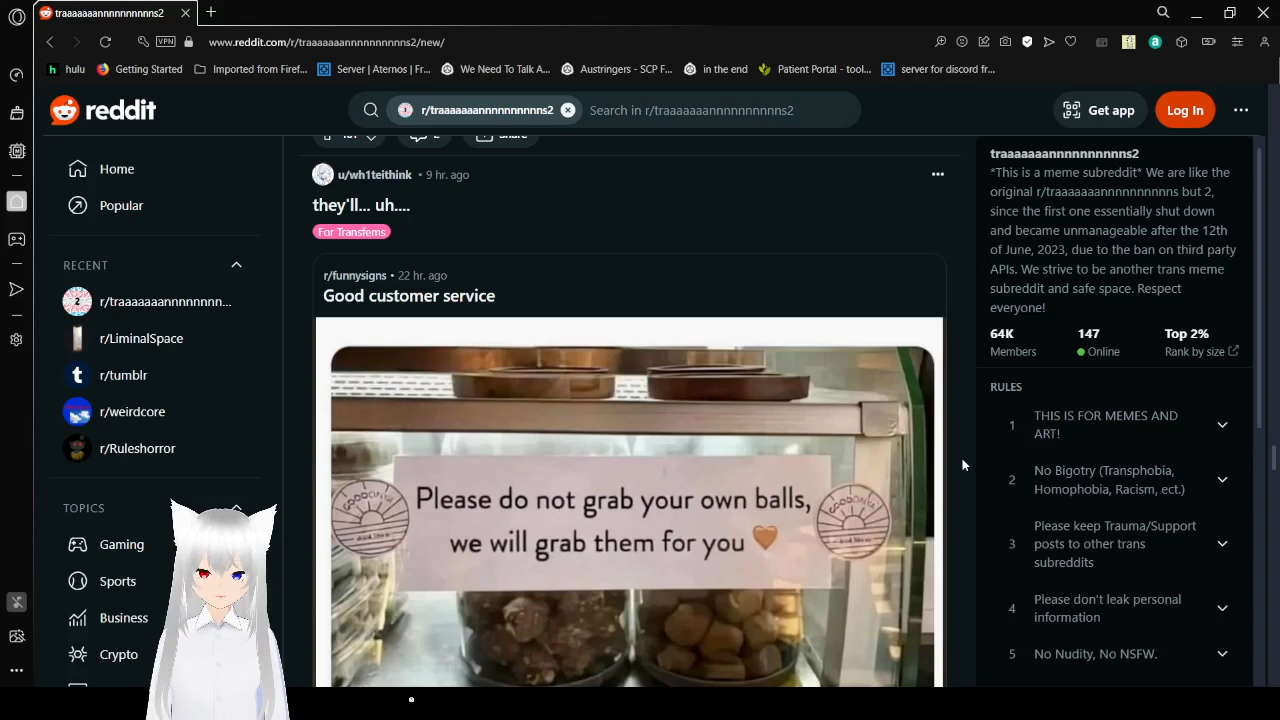 traaaaaaannnnnnnnnns2
VPN
www.reddit.com/r/traaaaaaannnnnnnnnns2/new/
hulu
Getting Started
Imported from Firef...
Server | Aternos | Fr...
We Need To Talk A...
Austringers - SCP F...
in the end
Patient Portal - tool...
server for discord fr...
reddit
r/traaaaaaannnnnnnnnns2
Search in r/traaaaaaannnnnnnnnns2
Get app
Log In
Home
Popular
RECENT
r/traaaaaaannnnnnn...
r/LiminalSpace
r/tumblr
r/weirdcore
r/Ruleshorror
TOPICS
Gaming
Sports
Business
Crypto
Share
u/wh1teithink • 9 hr. ago
they'll... uh....
For Transfems
r/funnysigns • 22 hr. ago
Good customer service
Please do not grab your own balls,
we will grab them for you
traaaaaaannnnnnnnnns2
*This is a meme subreddit* We are like the
original r/traaaaaaannnnnnnnnns but 2,
since the first one essentially shut down
and became unmanageable after the 12th
of June, 2023, due to the ban on third party
APIs. We strive to be another trans meme
subreddit and safe space. Respect
everyone!
64K
Members
147
Online
Top 2%
Rank by size
RULES
1
THIS IS FOR MEMES AND
ART!
2
No Bigotry (Transphobia,
Homophobia, Racism, ect.)
3
Please keep Trauma/Support
posts to other trans
subreddits
4
Please don't leak personal
information
5
No Nudity, No NSFW.